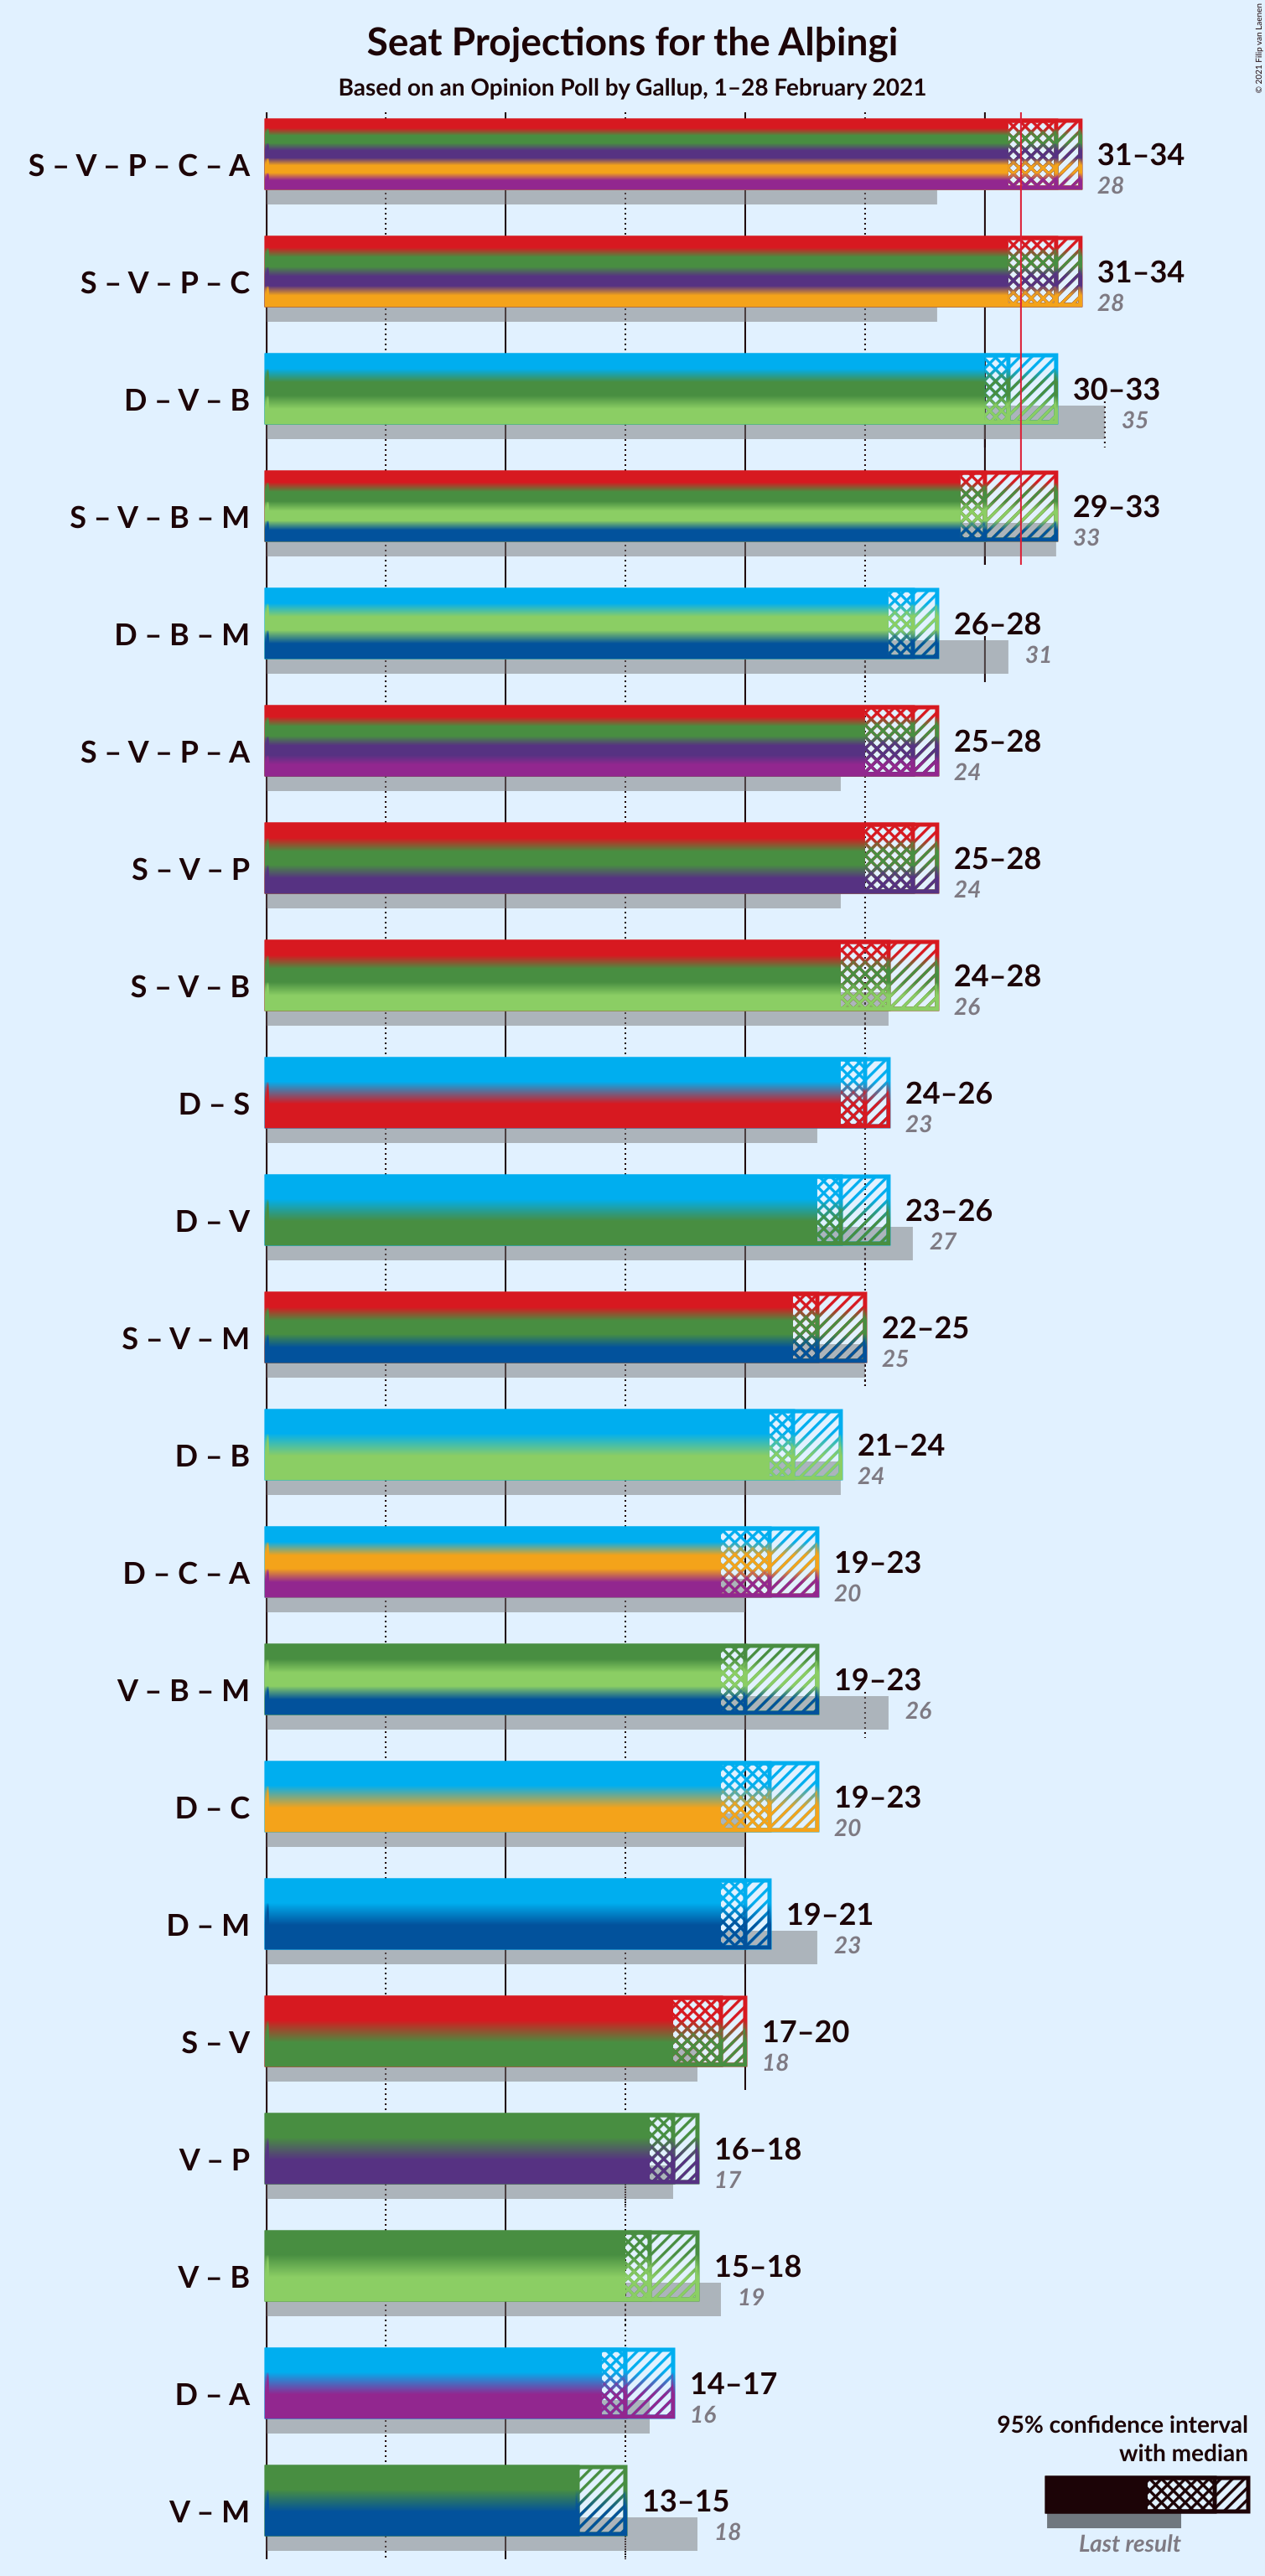 Seat Projections for the Alþingi
Based on an Opinion Poll by Gallup, 1–28 February 2021
© 2021 Filip van Laenen
S – V – P – C – A
31–34
28
S – V – P – C
31–34
28
D – V – B
30–33
35
S – V – B – M
29–33
33
D – B – M
26–28
31
S – V – P – A
25–28
24
S – V – P
25–28
24
S – V – B
24–28
26
D – S
24–26
23
D – V
23–26
27
S – V – M
22–25
25
D – B
21–24
24
D – C – A
19–23
20
V – B – M
19–23
26
D – C
19–23
20
D – M
19–21
23
S – V
17–20
18
V – P
16–18
17
V – B
15–18
19
D – A
14–17
16
V – M
13–15
18
95% confidence interval
with median
Last result